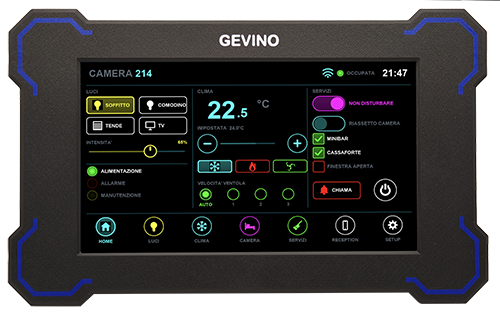 GEVINO
CAMERA 214
OCCUPATA 21:47
LUCI
SOFFITTO
COMODINO
TENDE
TV
INTENSITA' 65%
ALIMENTAZIONE
ALLARME
MANUTENZIONE
CLIMA
22.5 °C
IMPOSTATA 24.0°C
VELOCITA' VENTOLA
AUTO 1 2 3
SERVIZI
NON DISTURBARE
RIASSETTO CAMERA
MINIBAR
CASSAFORTE
FINESTRA APERTA
CHIAMA
HOME LUCI CLIMA CAMERA SERVIZI RECEPTION SETUP